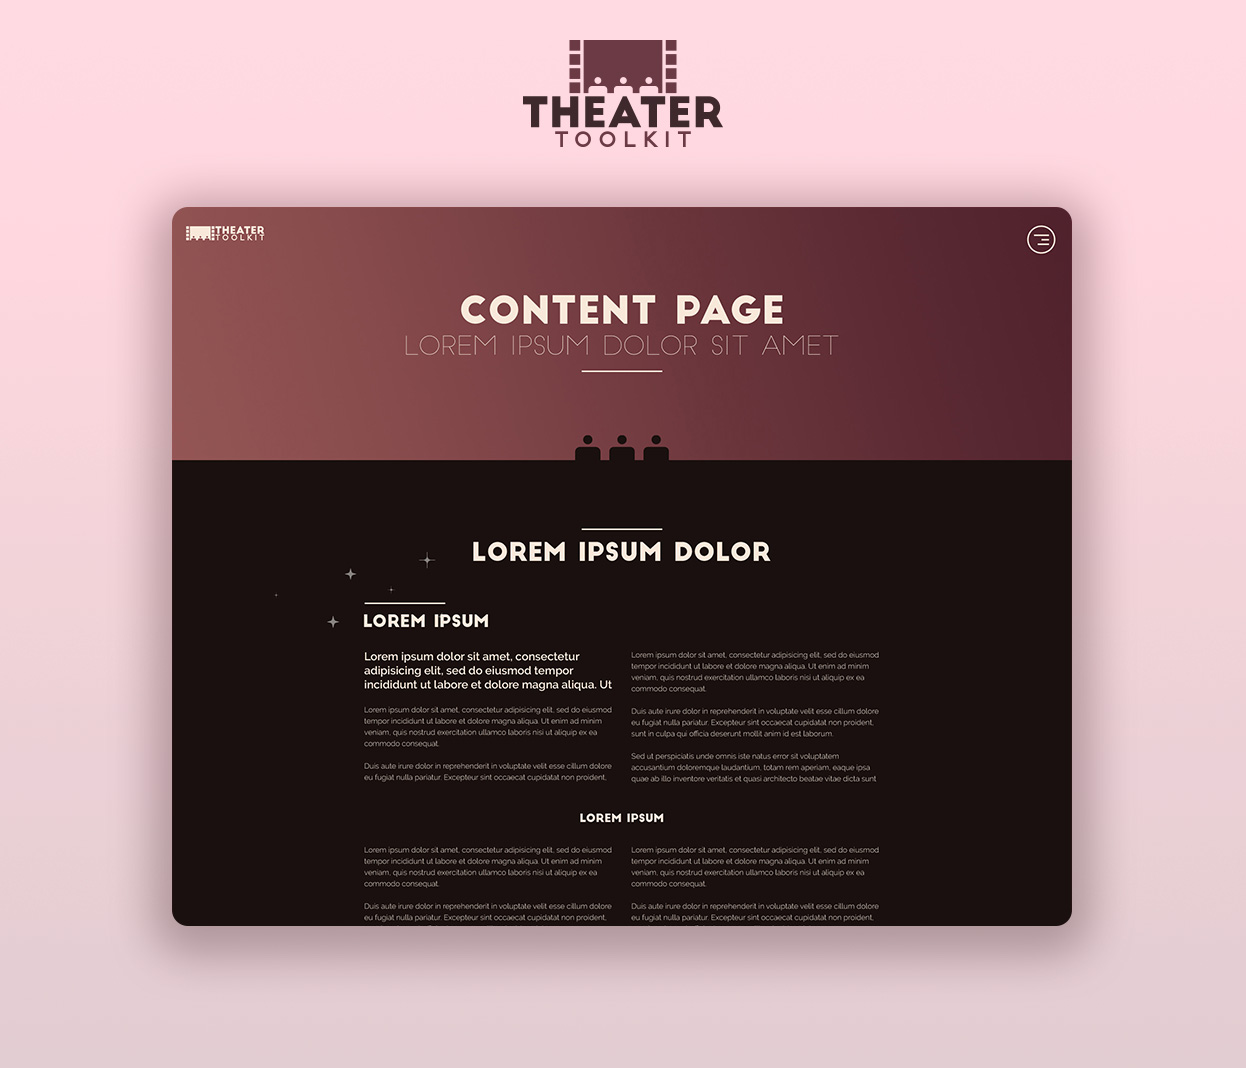 THEATER
TOOLKIT
THEATER
TOOLKIT
CONTENT PAGE
LOREM IPSUM DOLOR SIT AMET
LOREM IPSUM DOLOR
LOREM IPSUM
Lorem ipsum dolor sit amet, consectetur
adipisicing elit, sed do eiusmod tempor
incididunt ut labore et dolore magna aliqua. Ut
Lorem ipsum dolor sit amet, consectetur adipisicing elit, sed do eiusmod
tempor incididunt ut labore et dolore magna aliqua. Ut enim ad minim
veniam, quis nostrud exercitation ullamco laboris nisi ut aliquip ex ea
commodo consequat.
Duis aute irure dolor in reprehenderit in voluptate velit esse cillum dolore
eu fugiat nulla pariatur. Excepteur sint occaecat cupidatat non proident,
Lorem ipsum dolor sit amet, consectetur adipisicing elit, sed do eiusmod
tempor incididunt ut labore et dolore magna aliqua. Ut enim ad minim
veniam, quis nostrud exercitation ullamco laboris nisi ut aliquip ex ea
commodo consequat.
Duis aute irure dolor in reprehenderit in voluptate velit esse cillum dolore
eu fugiat nulla pariatur. Excepteur sint occaecat cupidatat non proident,
sunt in culpa qui officia deserunt mollit anim id est laborum.
Sed ut perspiciatis unde omnis iste natus error sit voluptatem
accusantium doloremque laudantium, totam rem aperiam, eaque ipsa
quae ab illo inventore veritatis et quasi architecto beatae vitae dicta sunt
LOREM IPSUM
Lorem ipsum dolor sit amet, consectetur adipisicing elit, sed do eiusmod
tempor incididunt ut labore et dolore magna aliqua. Ut enim ad minim
veniam, quis nostrud exercitation ullamco laboris nisi ut aliquip ex ea
commodo consequat.
Duis aute irure dolor in reprehenderit in voluptate velit esse cillum dolore
eu fugiat nulla pariatur. Excepteur sint occaecat cupidatat non proident,
Lorem ipsum dolor sit amet, consectetur adipisicing elit, sed do eiusmod
tempor incididunt ut labore et dolore magna aliqua. Ut enim ad minim
veniam, quis nostrud exercitation ullamco laboris nisi ut aliquip ex ea
commodo consequat.
Duis aute irure dolor in reprehenderit in voluptate velit esse cillum dolore
eu fugiat nulla pariatur. Excepteur sint occaecat cupidatat non proident,